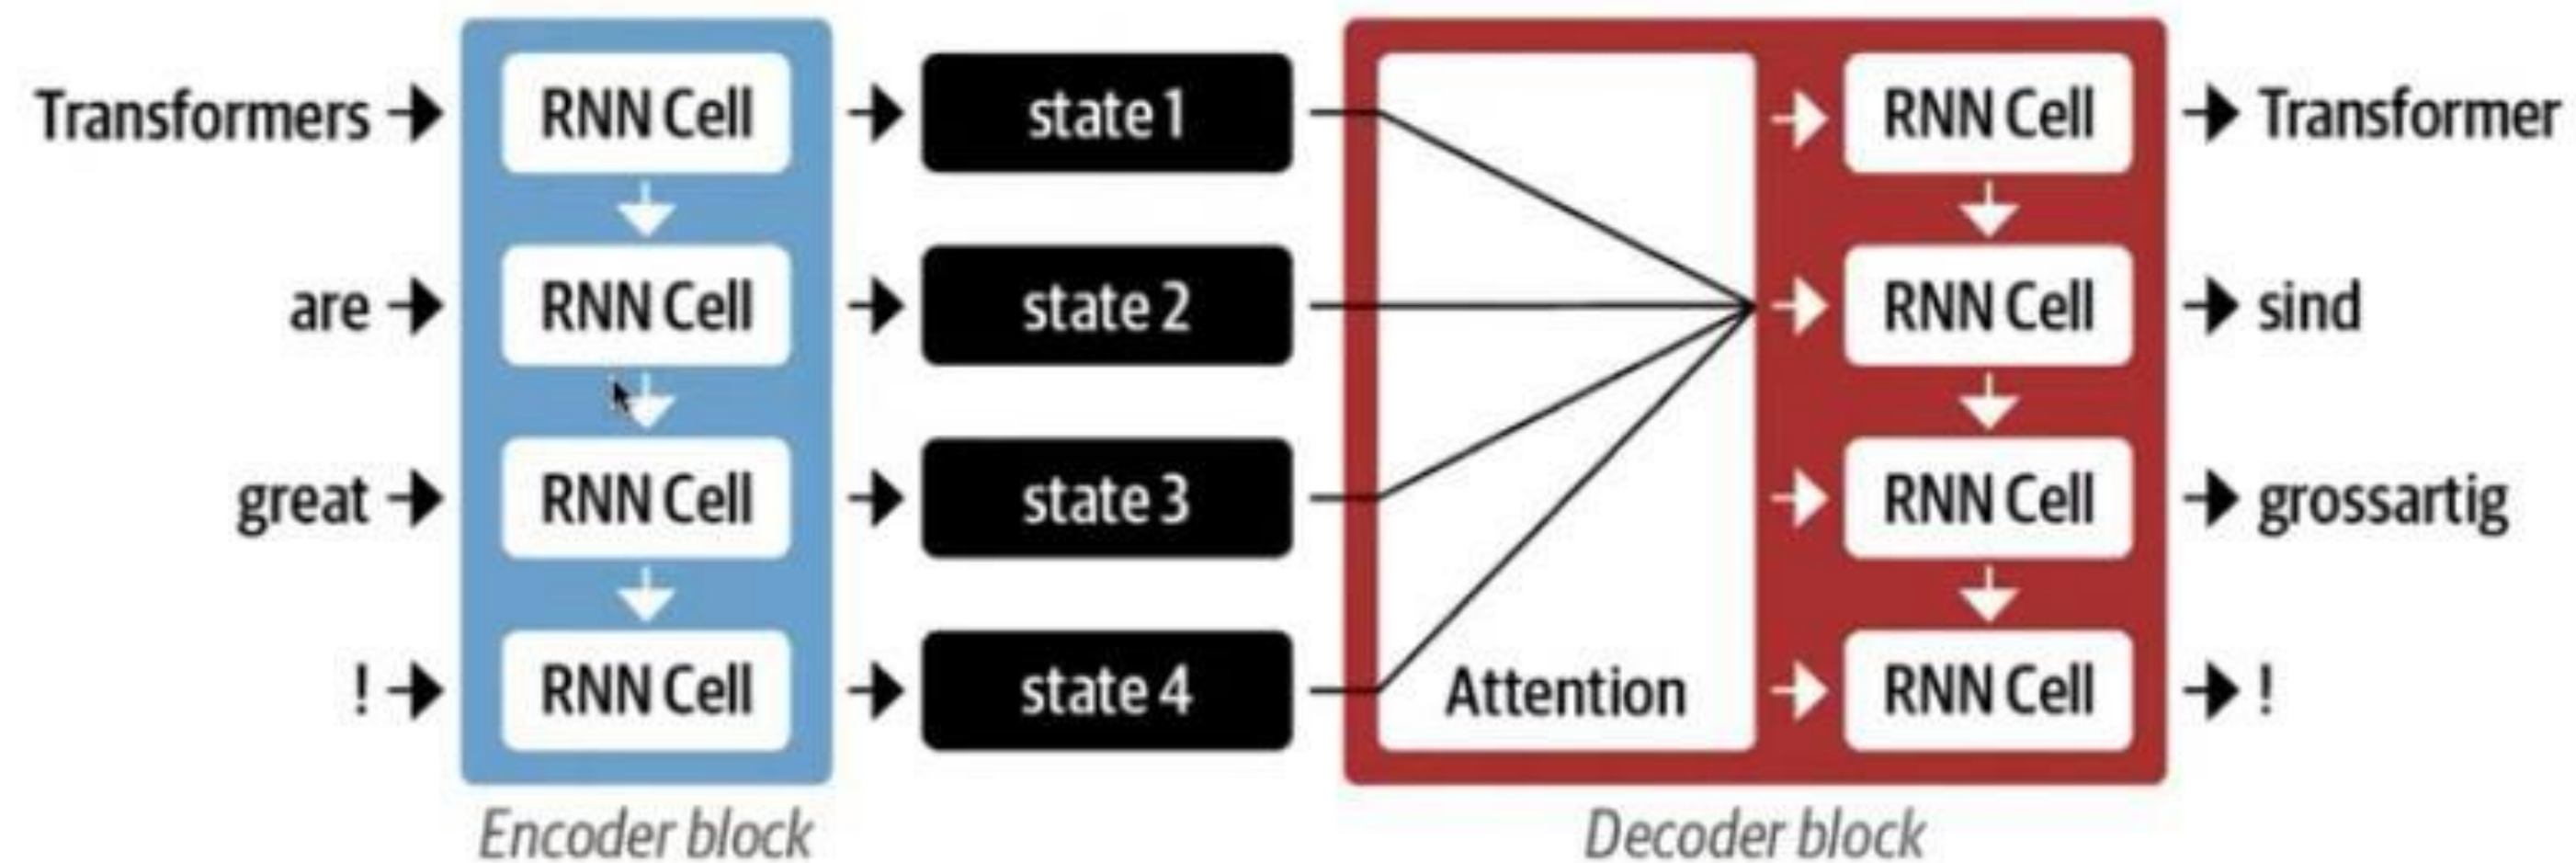 Transformers RNN Cell state 1 RNN Cell Transformer
are RNN Cell state 2 RNN Cell sind
great RNN Cell state 3 RNN Cell grossartig
! RNN Cell state 4 Attention RNN Cell !
Encoder block Decoder block